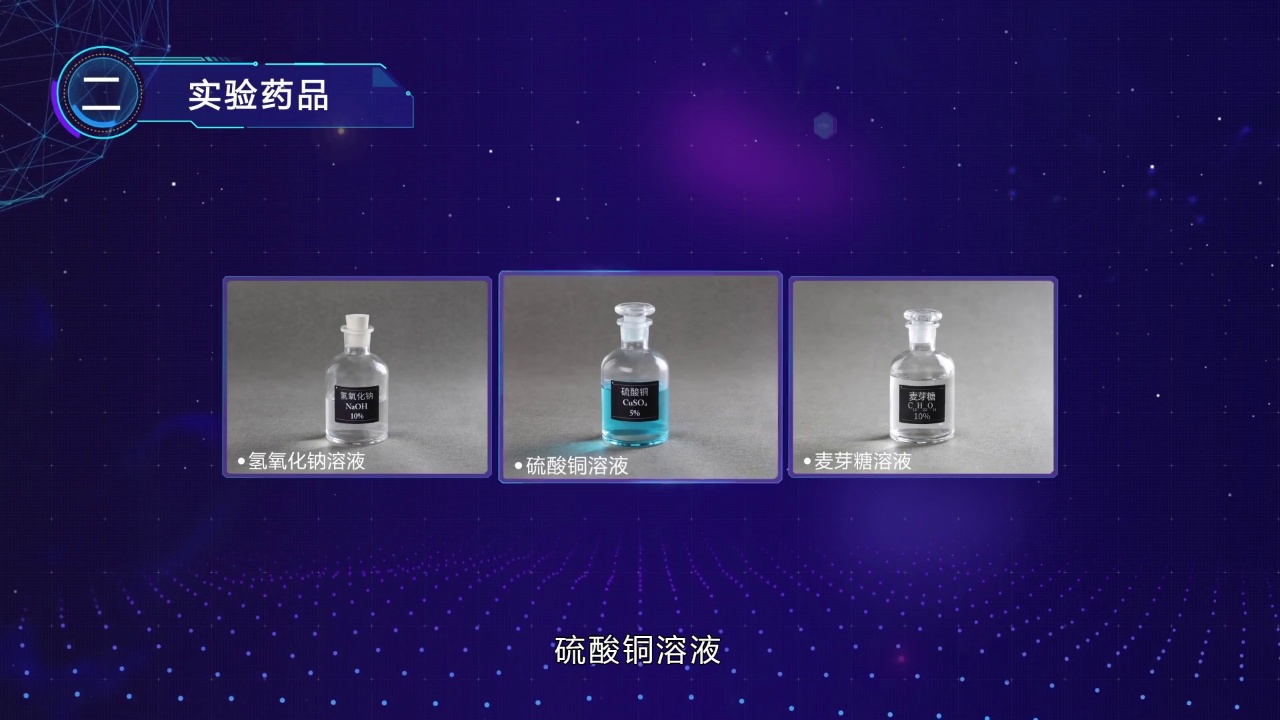 二
实验药品
氢氧化钠
NaOH
10%
•氢氧化钠溶液
硫酸铜
CuSO₄
5%
•硫酸铜溶液
麦芽糖
C₁₂H₂₂O₁₁
10%
•麦芽糖溶液
硫酸铜溶液